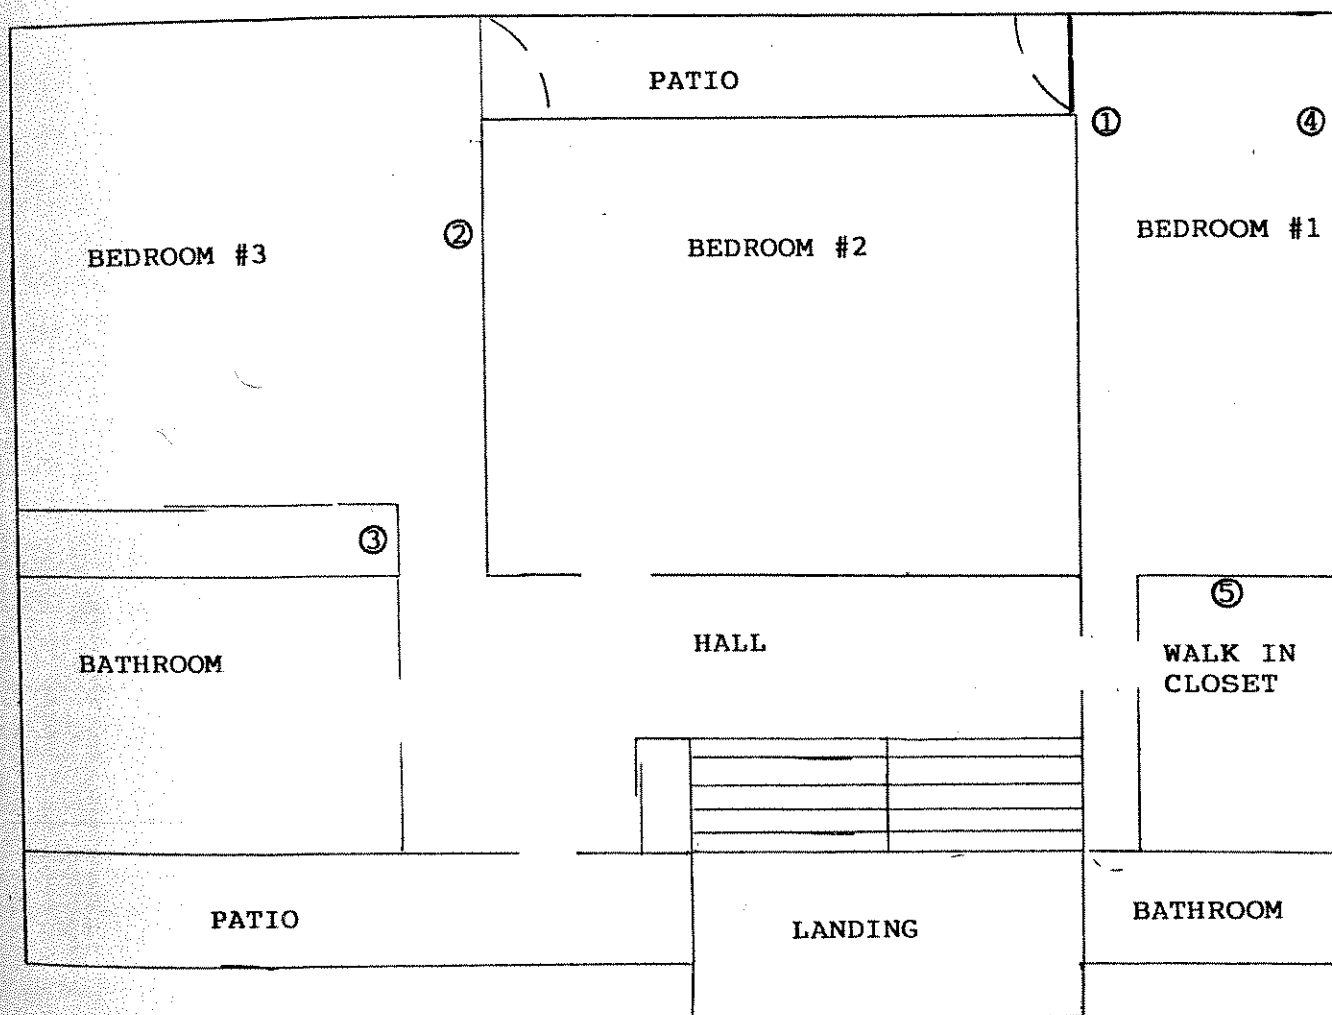 PATIO
① ④
② BEDROOM #1
BEDROOM #3 BEDROOM #2
③
⑤
HALL
BATHROOM
WALK IN
CLOSET
PATIO
LANDING
BATHROOM